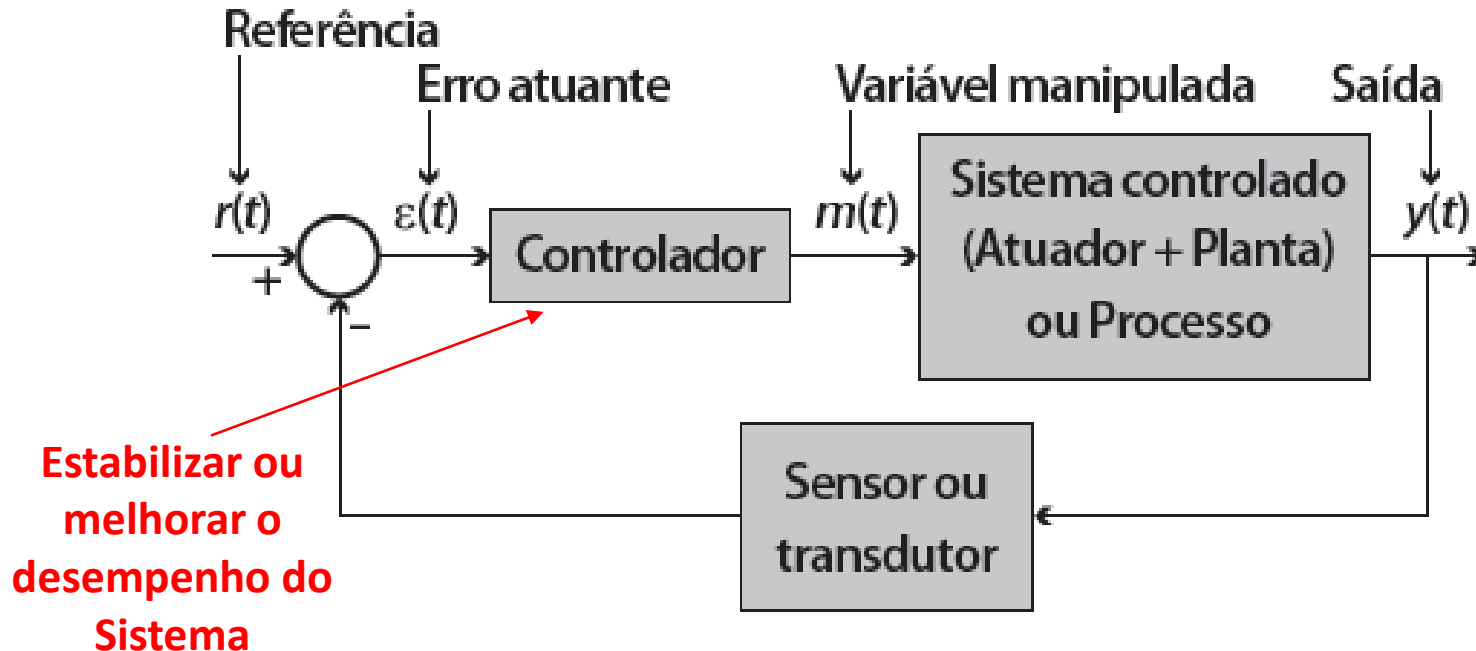 Referência
Erro atuante
Variável manipulada
Saída
r(t)
ε(t)
m(t)
y(t)
+
−
Controlador
Sistema controlado
(Atuador + Planta)
ou Processo
Estabilizar ou
melhorar o
desempenho do
Sistema
Sensor ou
transdutor